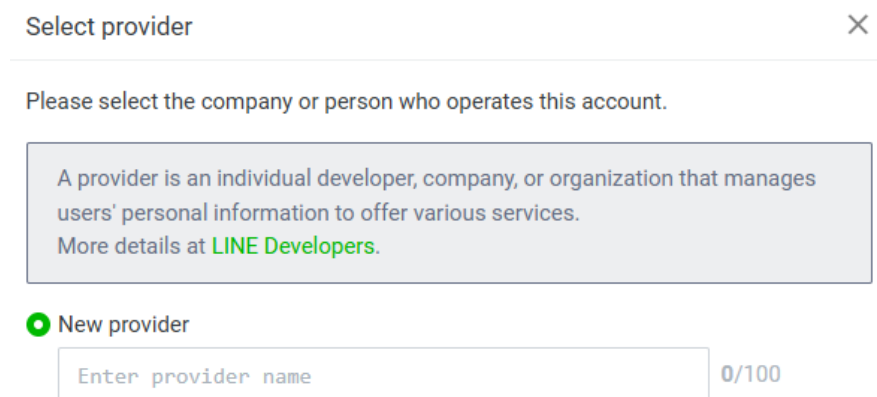 Select provider
Please select the company or person who operates this account.
A provider is an individual developer, company, or organization that manages
users' personal information to offer various services.
More details at LINE Developers.
New provider
Enter provider name
0/100